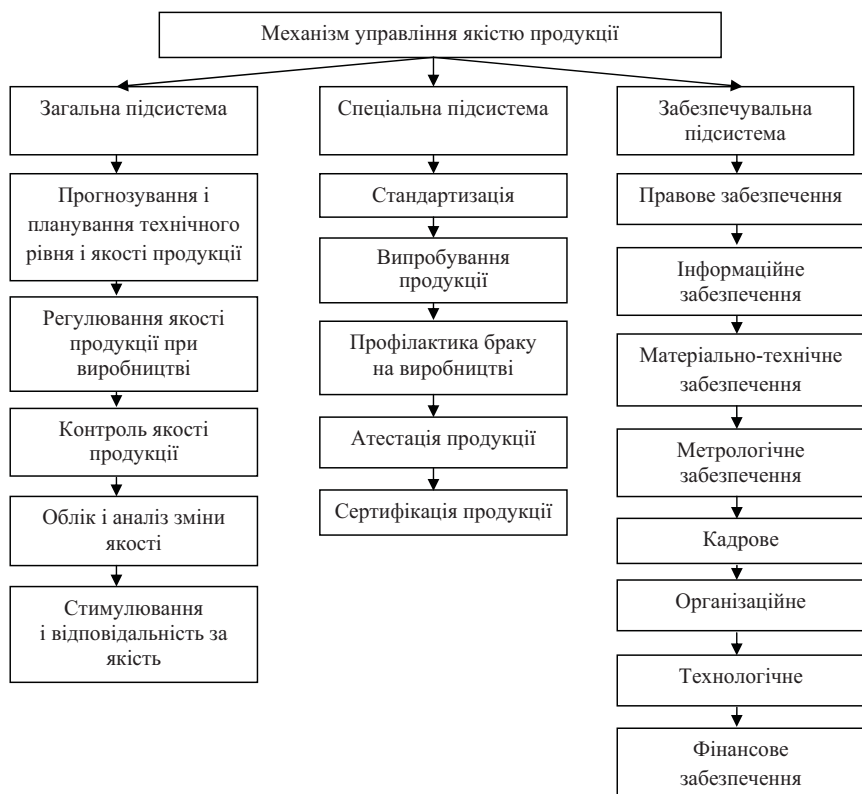 Механізм управління якістю продукції
Загальна підсистема
Прогнозування і
планування технічного
рівня і якості продукції
Регулювання якості
продукції при
виробництві
Контроль якості
продукції
Облік і аналіз зміни
якості
Стимулювання
і відповідальність за
якість
Спеціальна підсистема
Стандартизація
Випробування
продукції
Профілактика браку
на виробництві
Атестація продукції
Сертифікація продукції
Забезпечувальна
підсистема
Правове забезпечення
Інформаційне
забезпечення
Матеріально-технічне
забезпечення
Метрологічне
забезпечення
Кадрове
Організаційне
Технологічне
Фінансове
забезпечення